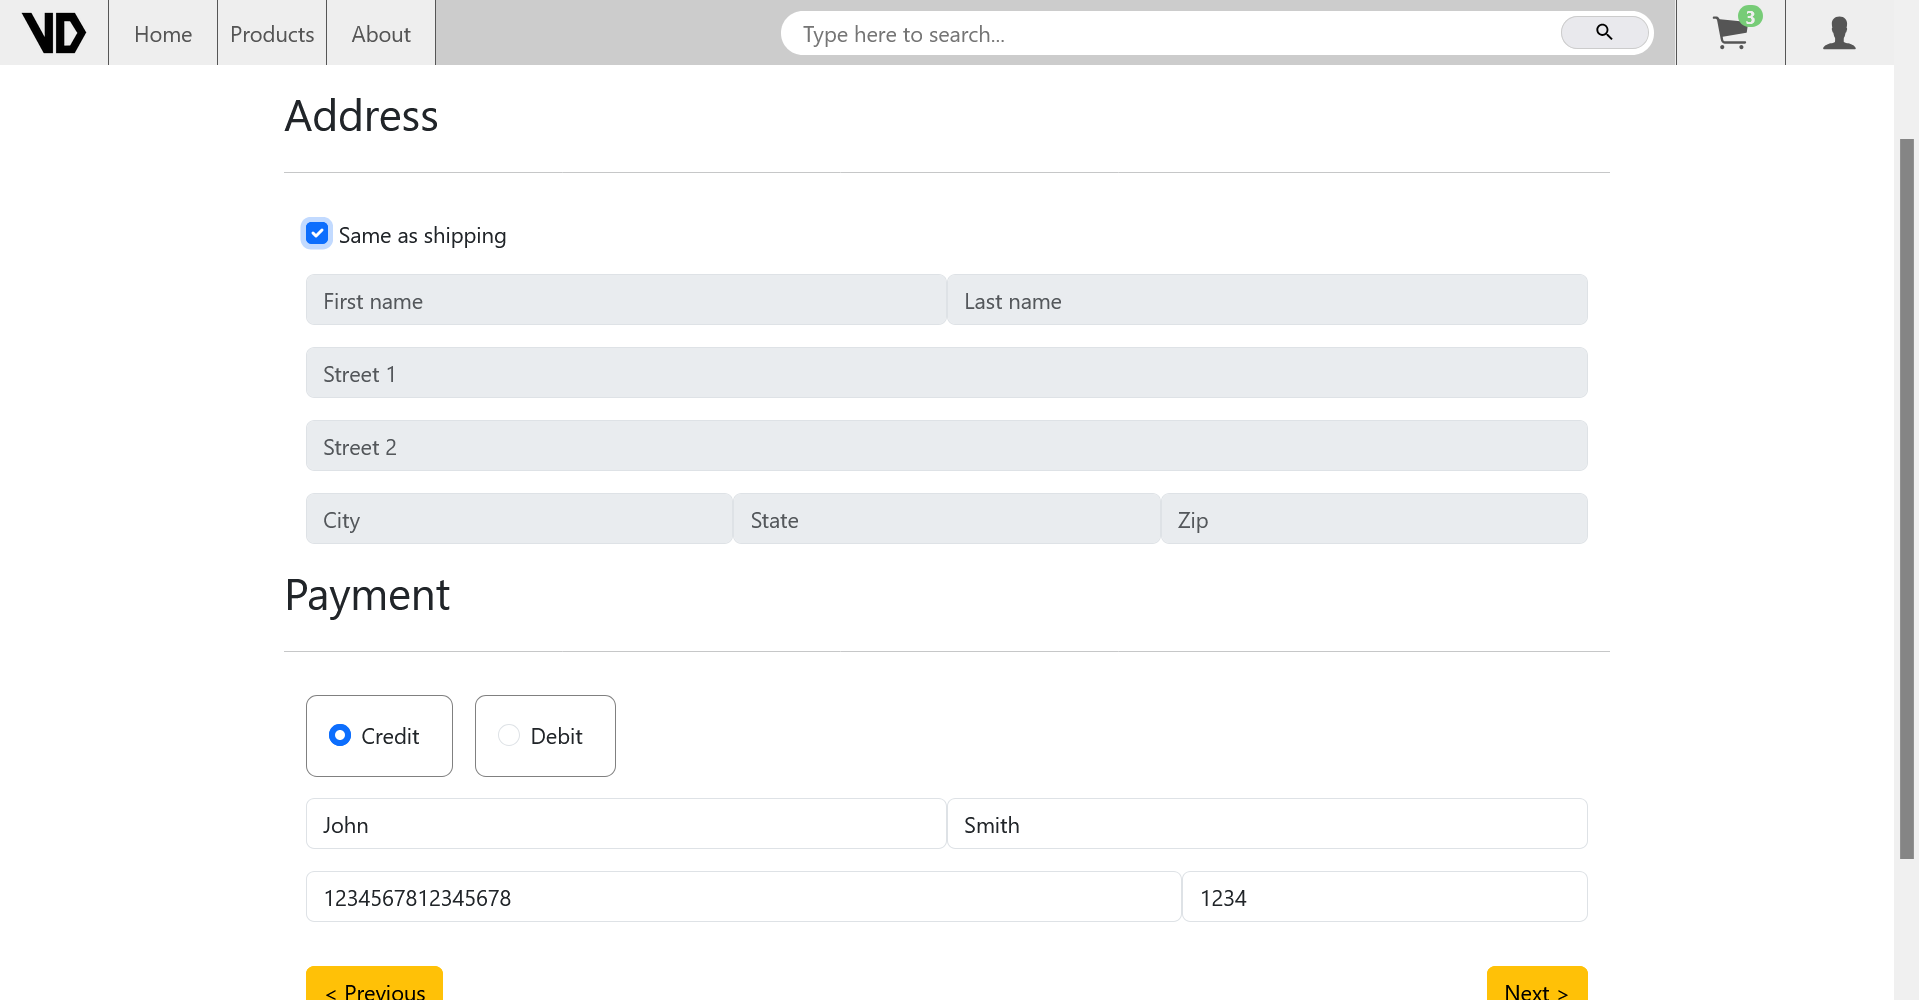 VD Home Products About Type here to search... 3
Address
Same as shipping
First name Last name
Street 1
Street 2
City State Zip
Payment
Credit Debit
John Smith
1234567812345678 1234
< Previous Next >